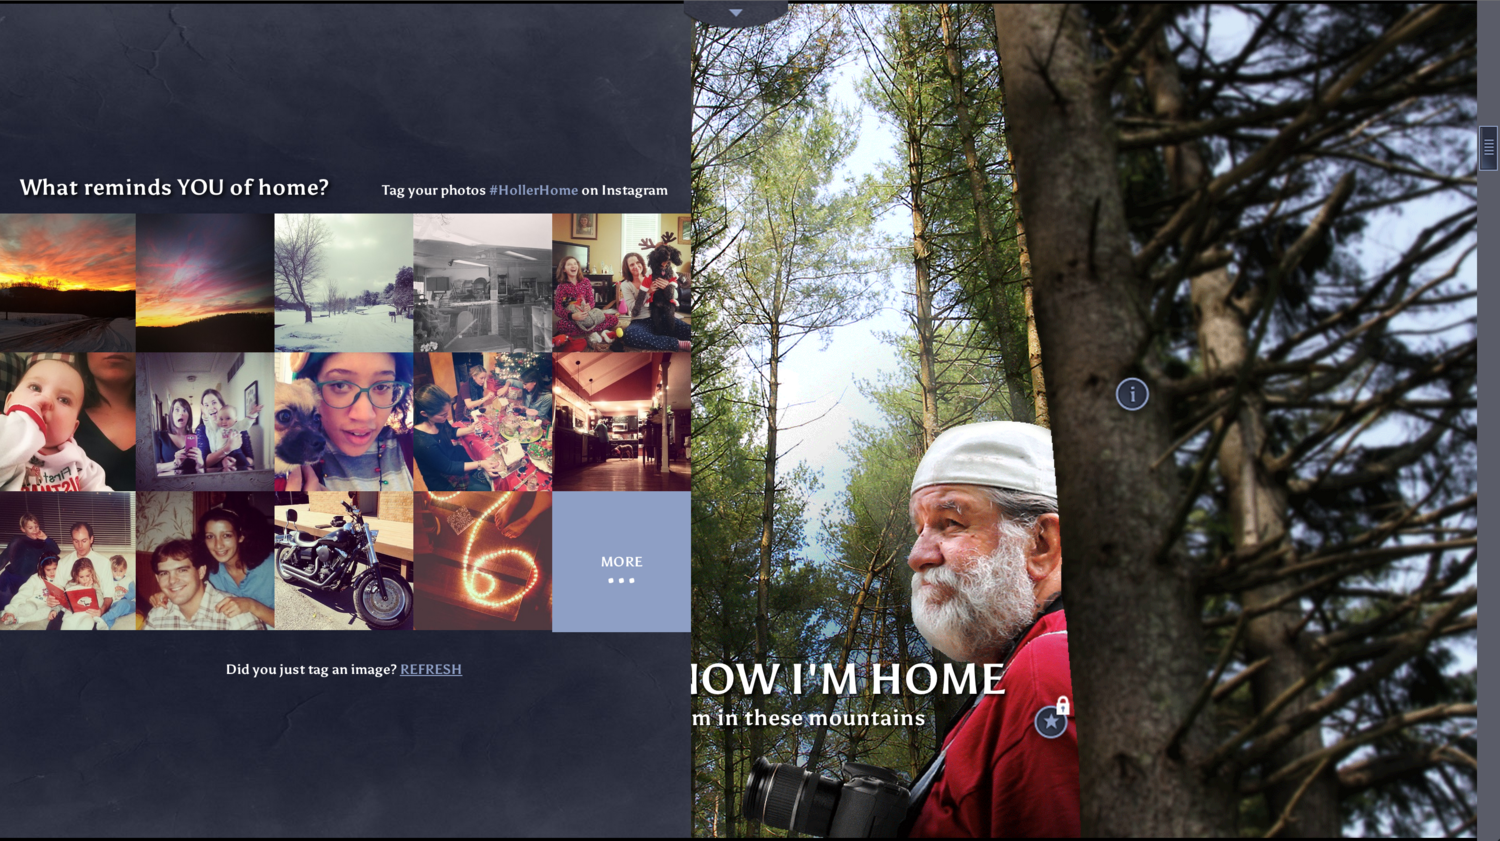 What reminds YOU of home?
Tag your photos #HollerHome on Instagram
MORE
Did you just tag an image? REFRESH
NOW I'M HOME
m in these mountains
i